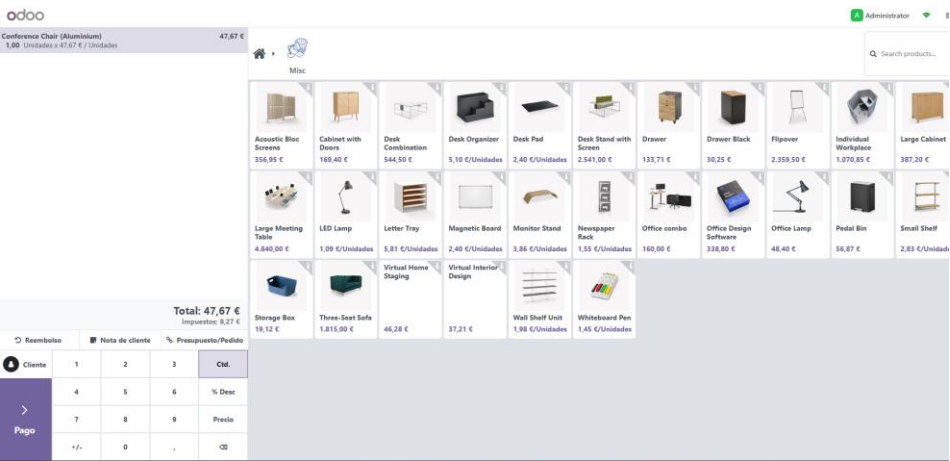 odoo
A Administrator
Conference Chair (Aluminium) 47,67 €
1,00 Unidades x 47.67 € / Unidades
Misc
Search products...
Acoustic Bloc Screens
356,95 €
Cabinet with Doors
169,40 €
Desk Combination
544,50 €
Desk Organizer
5,10 €/Unidades
Desk Pad
2,40 €/Unidades
Desk Stand with Screen
2.541,00 €
Drawer
133,71 €
Drawer Black
30,25 €
Flipover
2.359,50 €
Individual Workplace
1.070,85 €
Large Cabinet
387,20 €
Large Meeting Table
4.840,00 €
LED Lamp
1,09 €/Unidades
Letter Tray
5,81 €/Unidades
Magnetic Board
2,40 €/Unidades
Monitor Stand
3,86 €/Unidades
Newspaper Rack
1,55 €/Unidades
Office combo
160,00 €
Office Design Software
338,80 €
Office Lamp
48,40 €
Pedal Bin
56,87 €
Small Shelf
2,83 €/Unidade
Storage Box
19,12 €
Three-Seat Sofa
1.815,00 €
Virtual Home Staging
46,28 €
Virtual Interior Design
37,21 €
Wall Shelf Unit
1,98 €/Unidades
Whiteboard Pen
1,45 €/Unidades
Total: 47,67 €
Impuestos: 8,27 €
Reembolso
Nota de cliente
Presupuesto/Pedido
Cliente
1 2 3 Ctd.
4 5 6 % Desc
7 8 9 Precio
+/- 0 ,
Pago